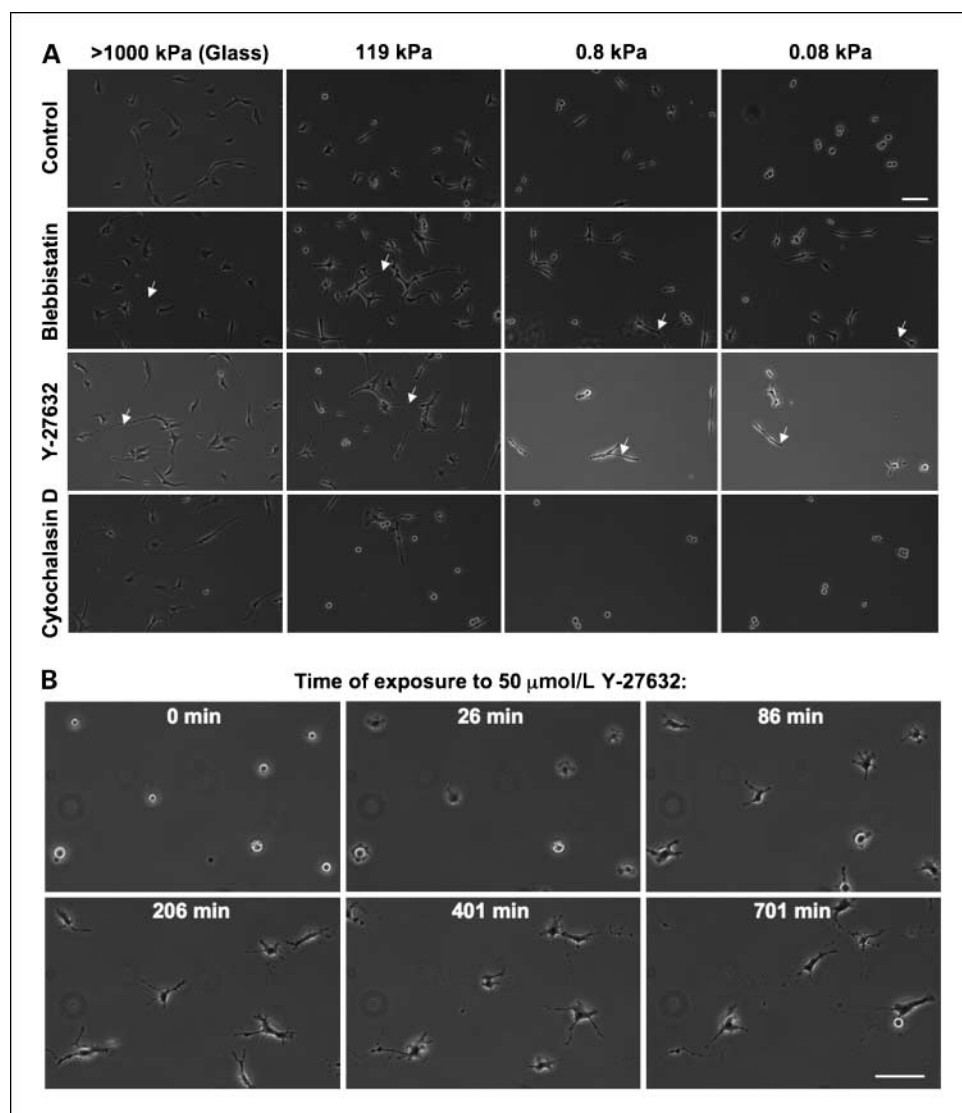 A
>1000 kPa (Glass) 119 kPa 0.8 kPa 0.08 kPa
Control
Blebbistatin
Y-27632
Cytochalasin D
B
Time of exposure to 50 μmol/L Y-27632:
0 min 26 min 86 min
206 min 401 min 701 min